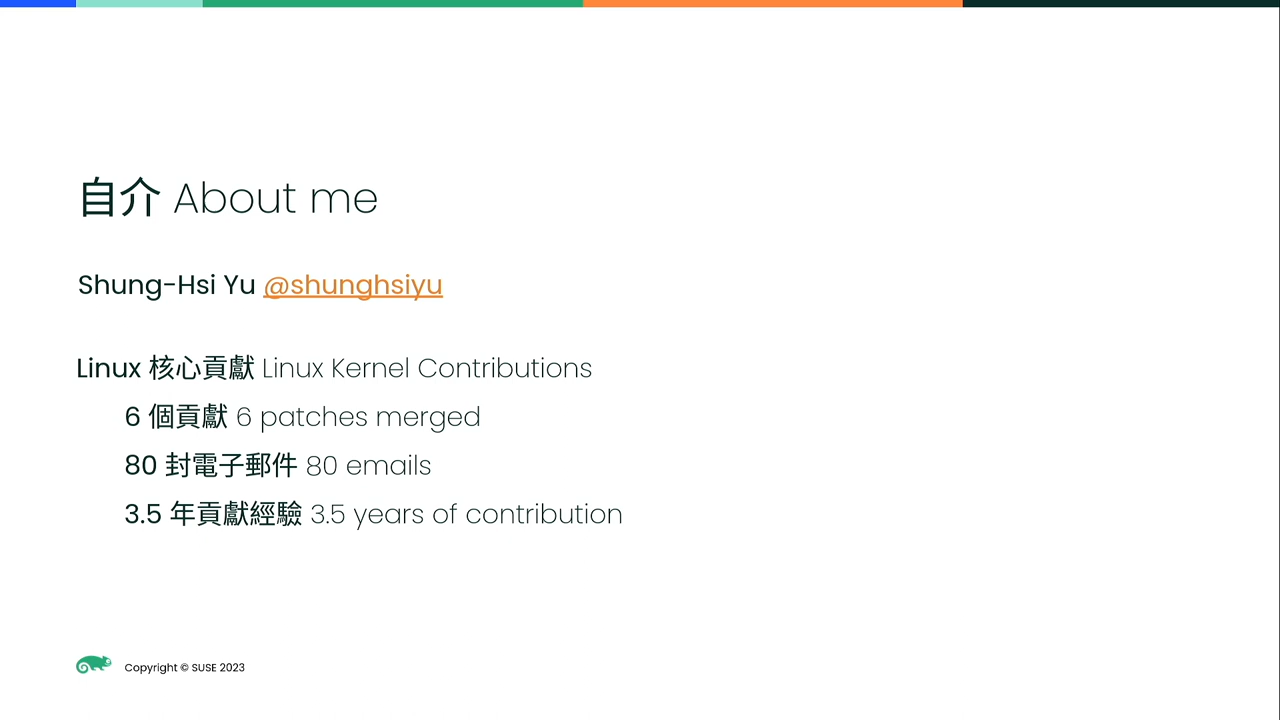 自介 About me
Shung-Hsi Yu @shunghsiyu
Linux 核心貢獻 Linux Kernel Contributions
6 個貢獻 6 patches merged
80 封電子郵件 80 emails
3.5 年貢獻經驗 3.5 years of contribution
Copyright © SUSE 2023